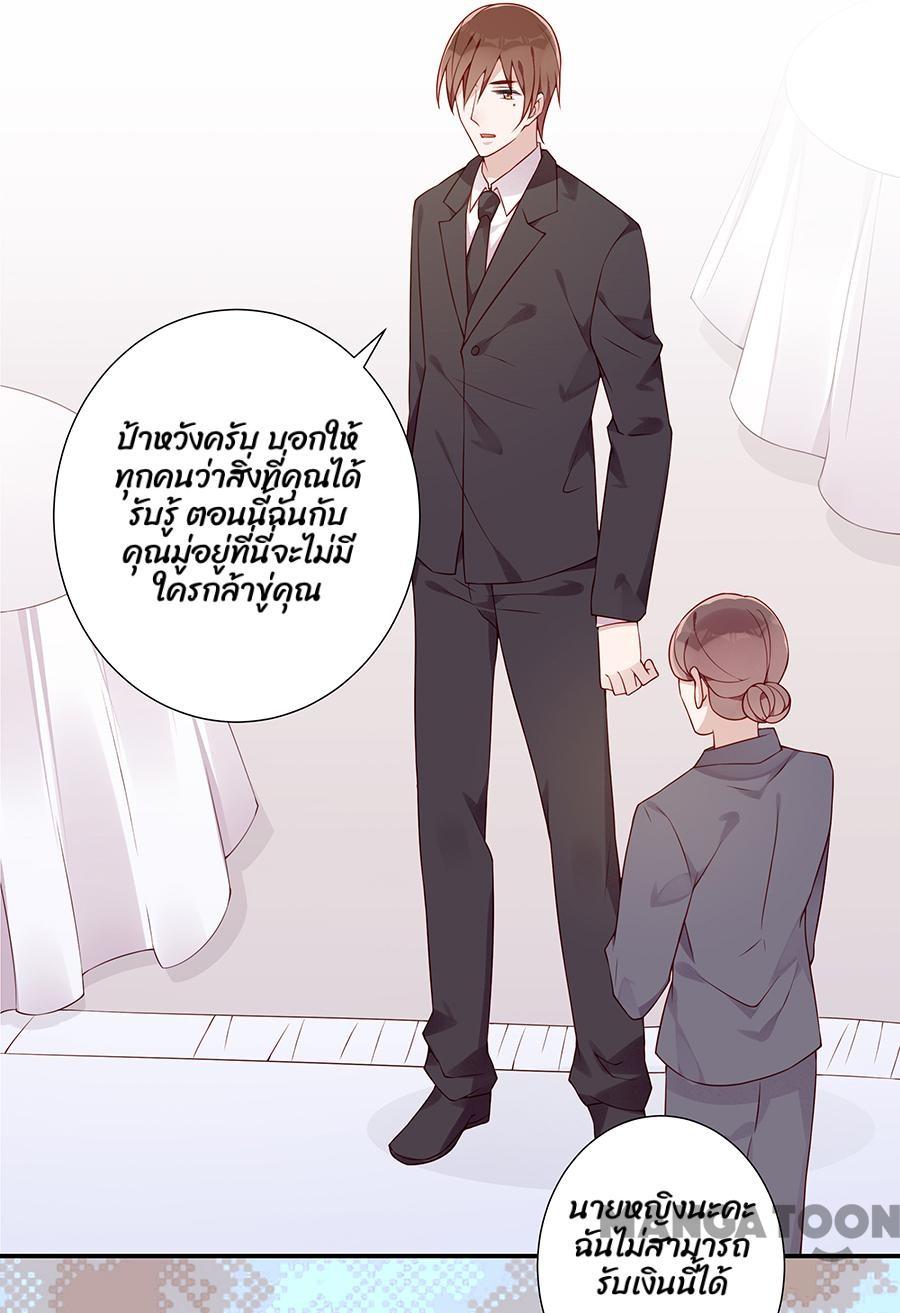 ป้าหวังครับ บอกให้
ทุกคนว่าสิ่งที่คุณได้
รับรู้ ตอนนี้ฉันกับ
คุณมู่อยู่ที่นี่จะไม่มี
ใครกล้าขู่คุณ
นายหญิงนะคะ
ฉันไม่สามารถ
รับเงินนี้ได้
MANGATOON